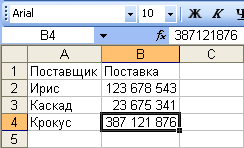 Arial 10 Ж К
B4 fx 387121876
A B
1 Поставщик Поставка
2 Ирис 123 678 543
3 Каскад 23 675 341
4 Крокус 387 121 876
5